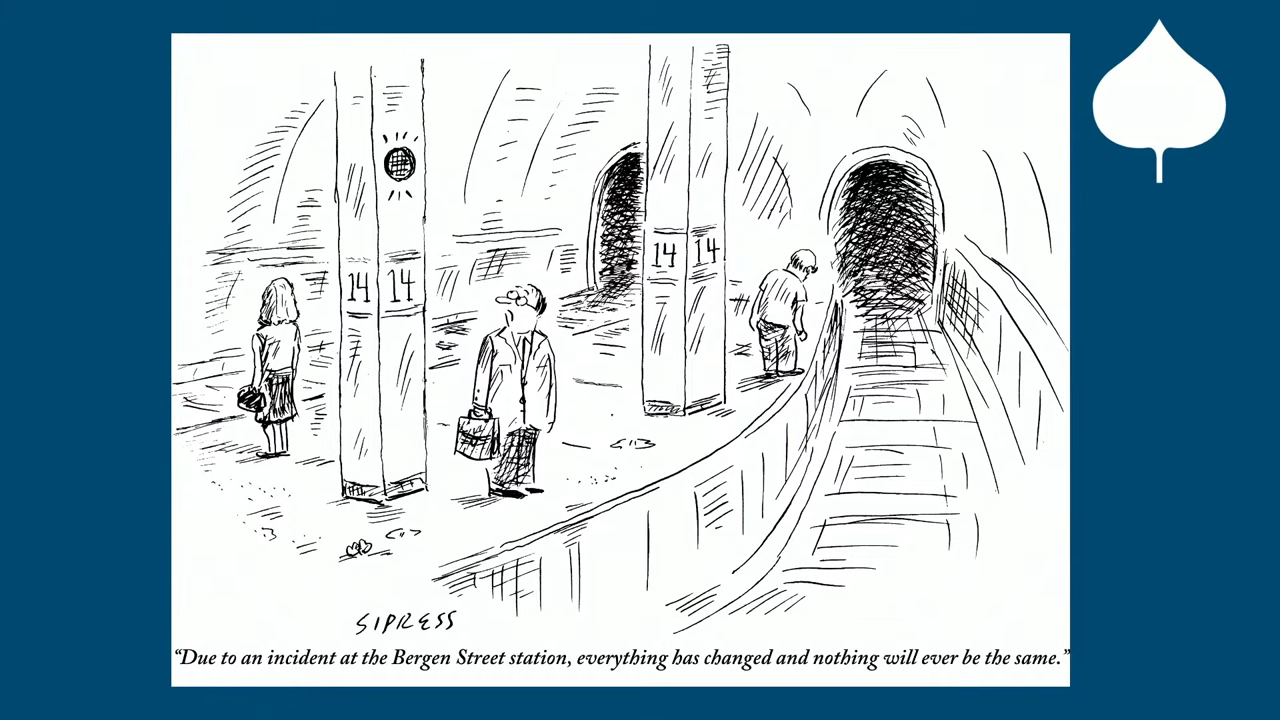 14 14
14 14
SIPRESS
“Due to an incident at the Bergen Street station, everything has changed and nothing will ever be the same.”